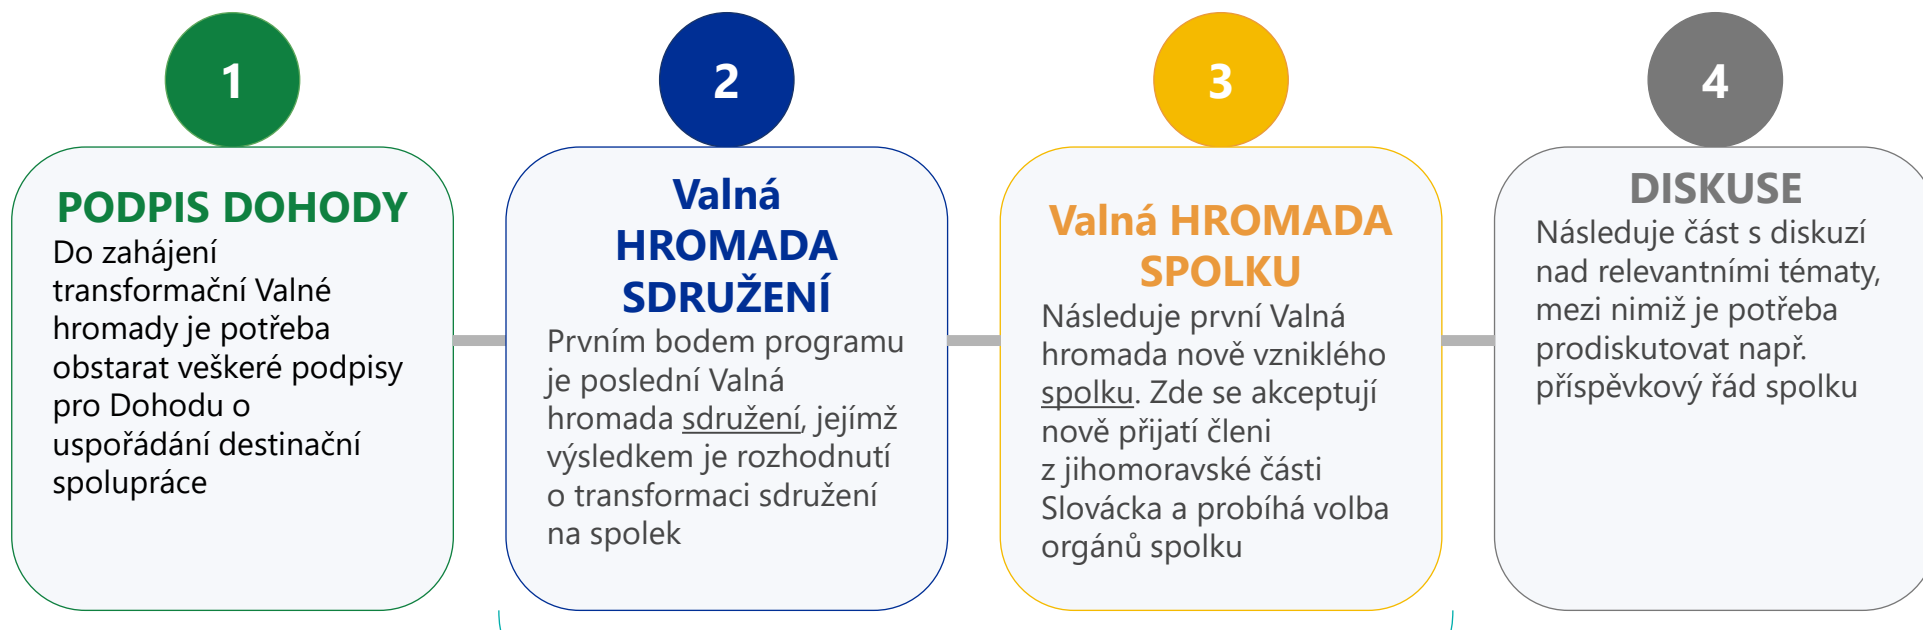 1
PODPIS DOHODY
Do zahájení
transformační Valné
hromady je potřeba
obstarat veškeré podpisy
pro Dohodu o
uspořádání destinační
spolupráce
2
Valná
HROMADA
SDRUŽENÍ
Prvním bodem programu
je poslední Valná
hromada sdružení, jejímž
výsledkem je rozhodnutí
o transformaci sdružení
na spolek
3
Valná HROMADA
SPOLKU
Následuje první Valná
hromada nově vzniklého
spolku. Zde se akceptují
nově přijatí členi
z jihomoravské části
Slovácka a probíhá volba
orgánů spolku
4
DISKUSE
Následuje část s diskuzí
nad relevantními tématy,
mezi nimiž je potřeba
prodiskutovat např.
příspěvkový řád spolku